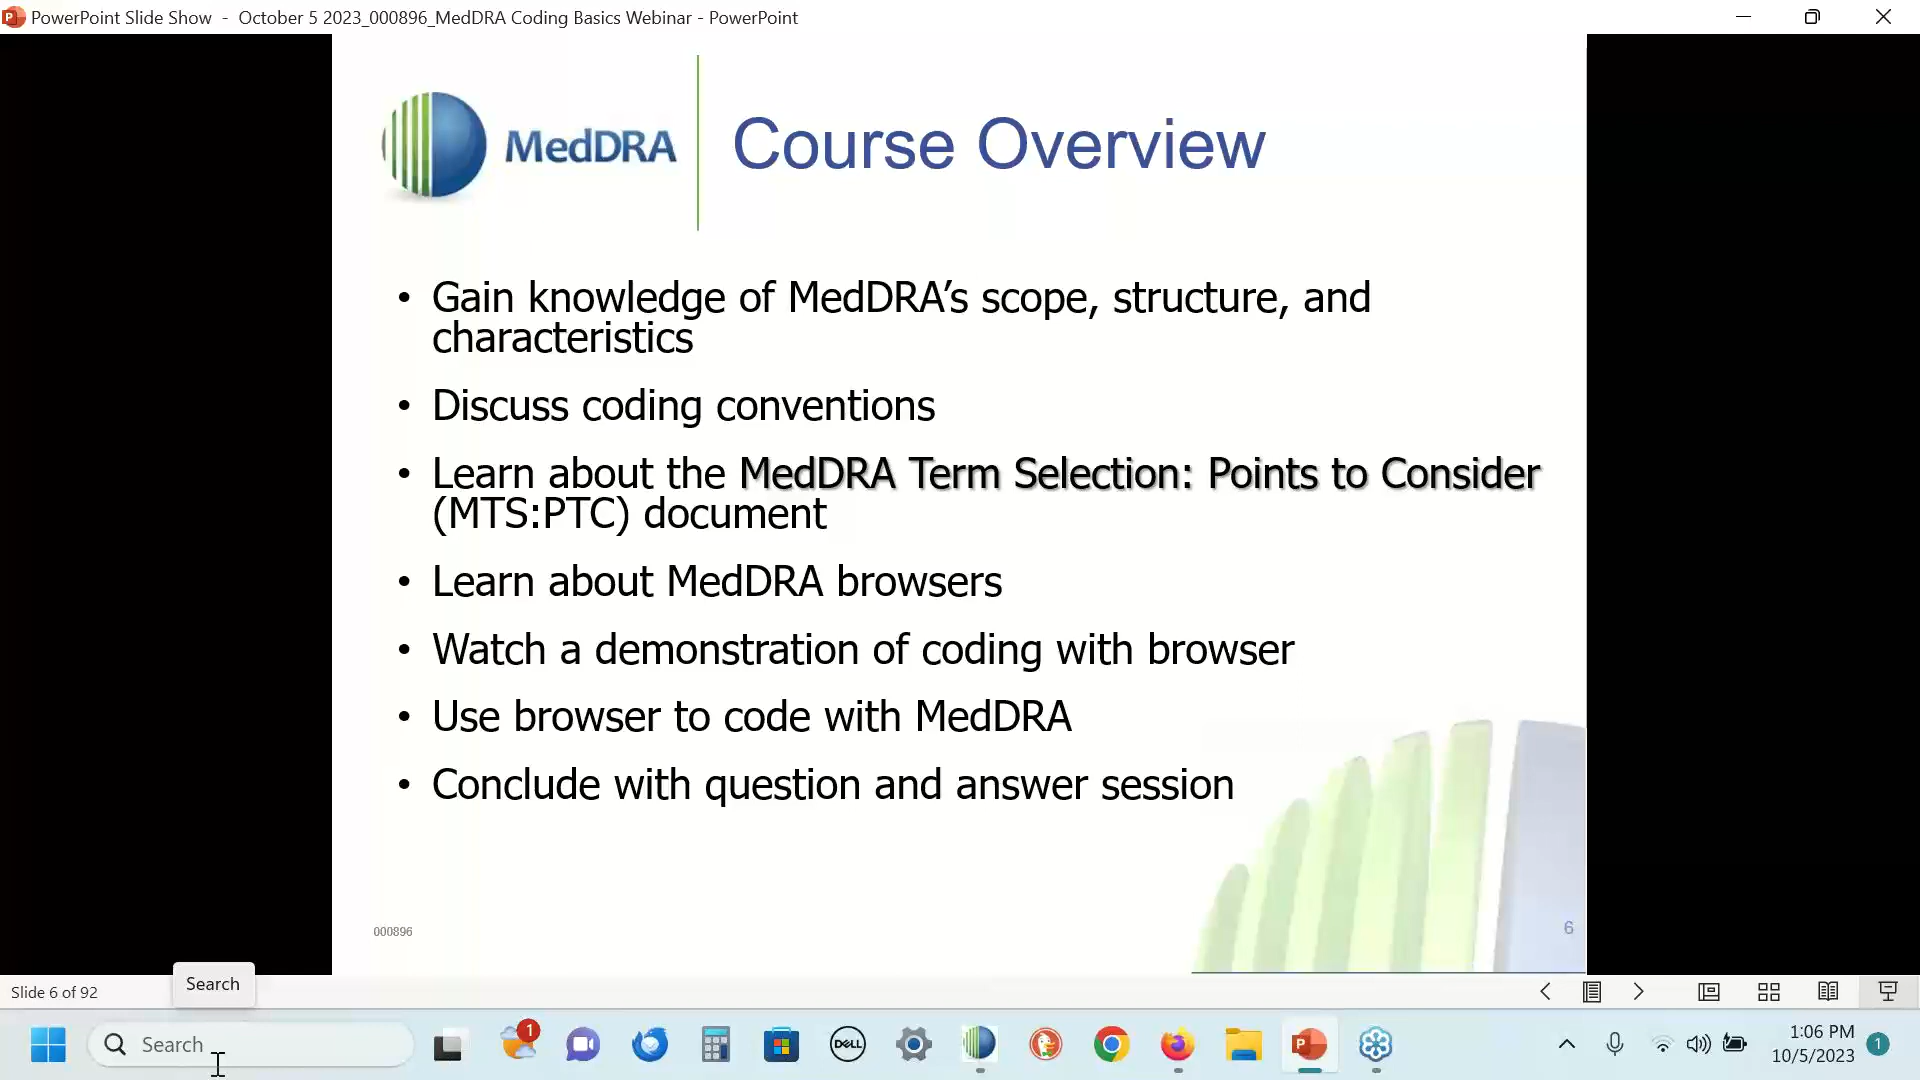 PowerPoint Slide Show - October 5 2023_000896_MedDRA Coding Basics Webinar - PowerPoint
MedDRA
Course Overview
• Gain knowledge of MedDRA’s scope, structure, and
characteristics
• Discuss coding conventions
• Learn about the MedDRA Term Selection: Points to Consider
(MTS:PTC) document
• Learn about MedDRA browsers
• Watch a demonstration of coding with browser
• Use browser to code with MedDRA
• Conclude with question and answer session
000896
6
Search
Slide 6 of 92
Search
1
DELL
1:06 PM
10/5/2023
1